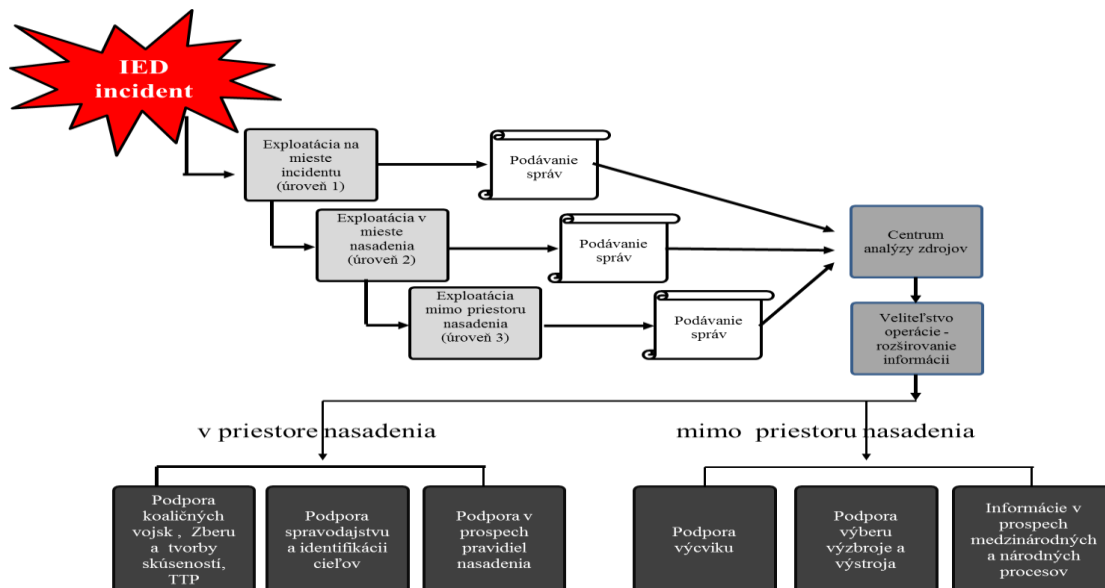 IED
incident
Exploatácia na
mieste
incidentu
(úroveň 1)
Podávanie
správ
Exploatácia v
mieste
nasadenia
(úroveň 2)
Podávanie
správ
Exploatácia
mimo priestoru
nasadenia
(úroveň 3)
Podávanie
správ
Centrum
analýzy zdrojov
Veliteľstvo
operácie -
rozširovanie
informácii
v priestore nasadenia
mimo priestoru nasadenia
Podpora
koaličných
vojsk , Zberu
a tvorby
skúseností,
TTP
Podpora
spravodajstvu
a identifikácii
cieľov
Podpora v
prospech
pravidiel
nasadenia
Podpora
výcviku
Podpora
výberu
výzbroje a
výstroja
Informácie v
prospech
medzinárodných
a národných
procesov